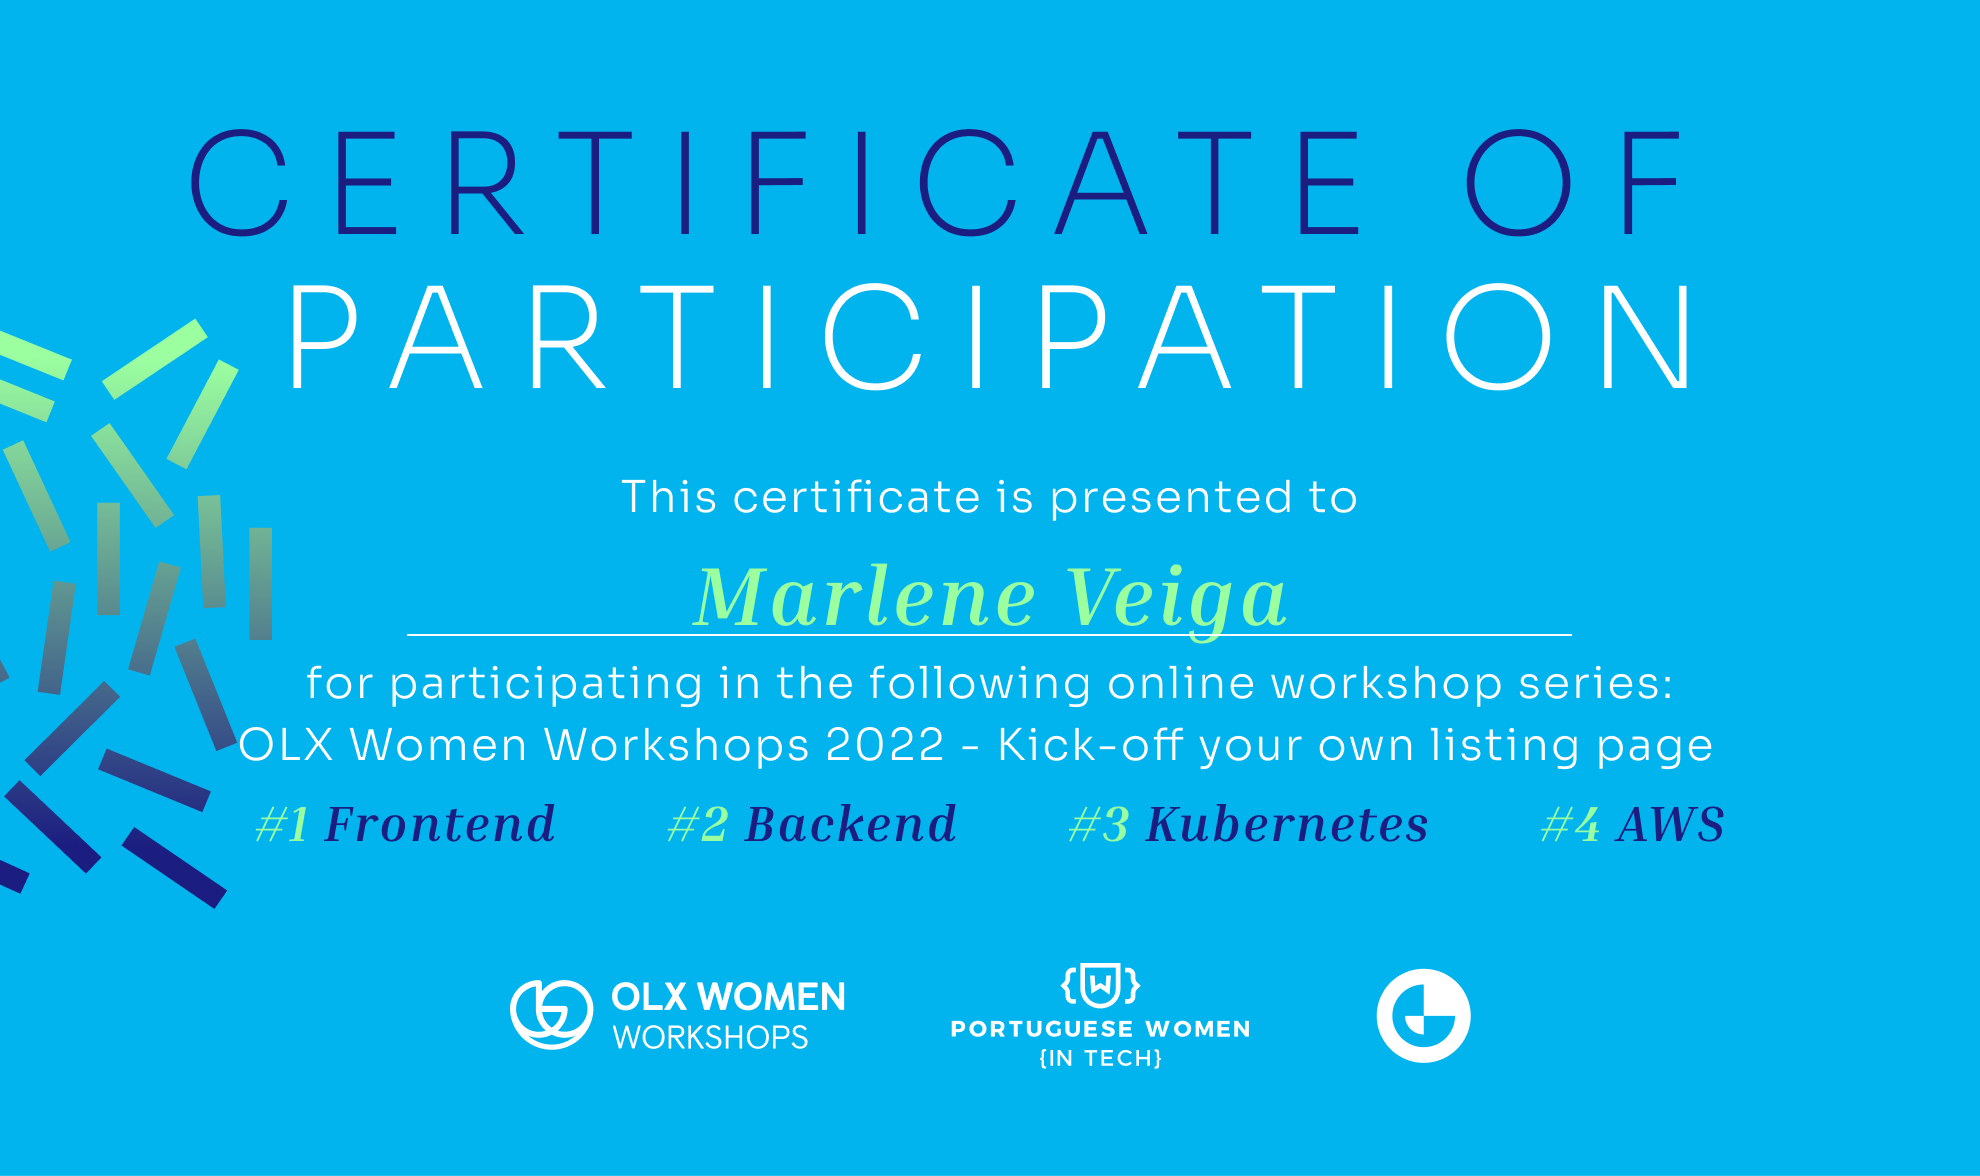 CERTIFICATE OF
PARTICIPATION
This certificate is presented to
Marlene Veiga
for participating in the following online workshop series:
OLX Women Workshops 2022 - Kick-off your own listing page
#1 Frontend #2 Backend #3 Kubernetes #4 AWS
OLX WOMEN
WORKSHOPS
{W}
PORTUGUESE WOMEN
{IN TECH}